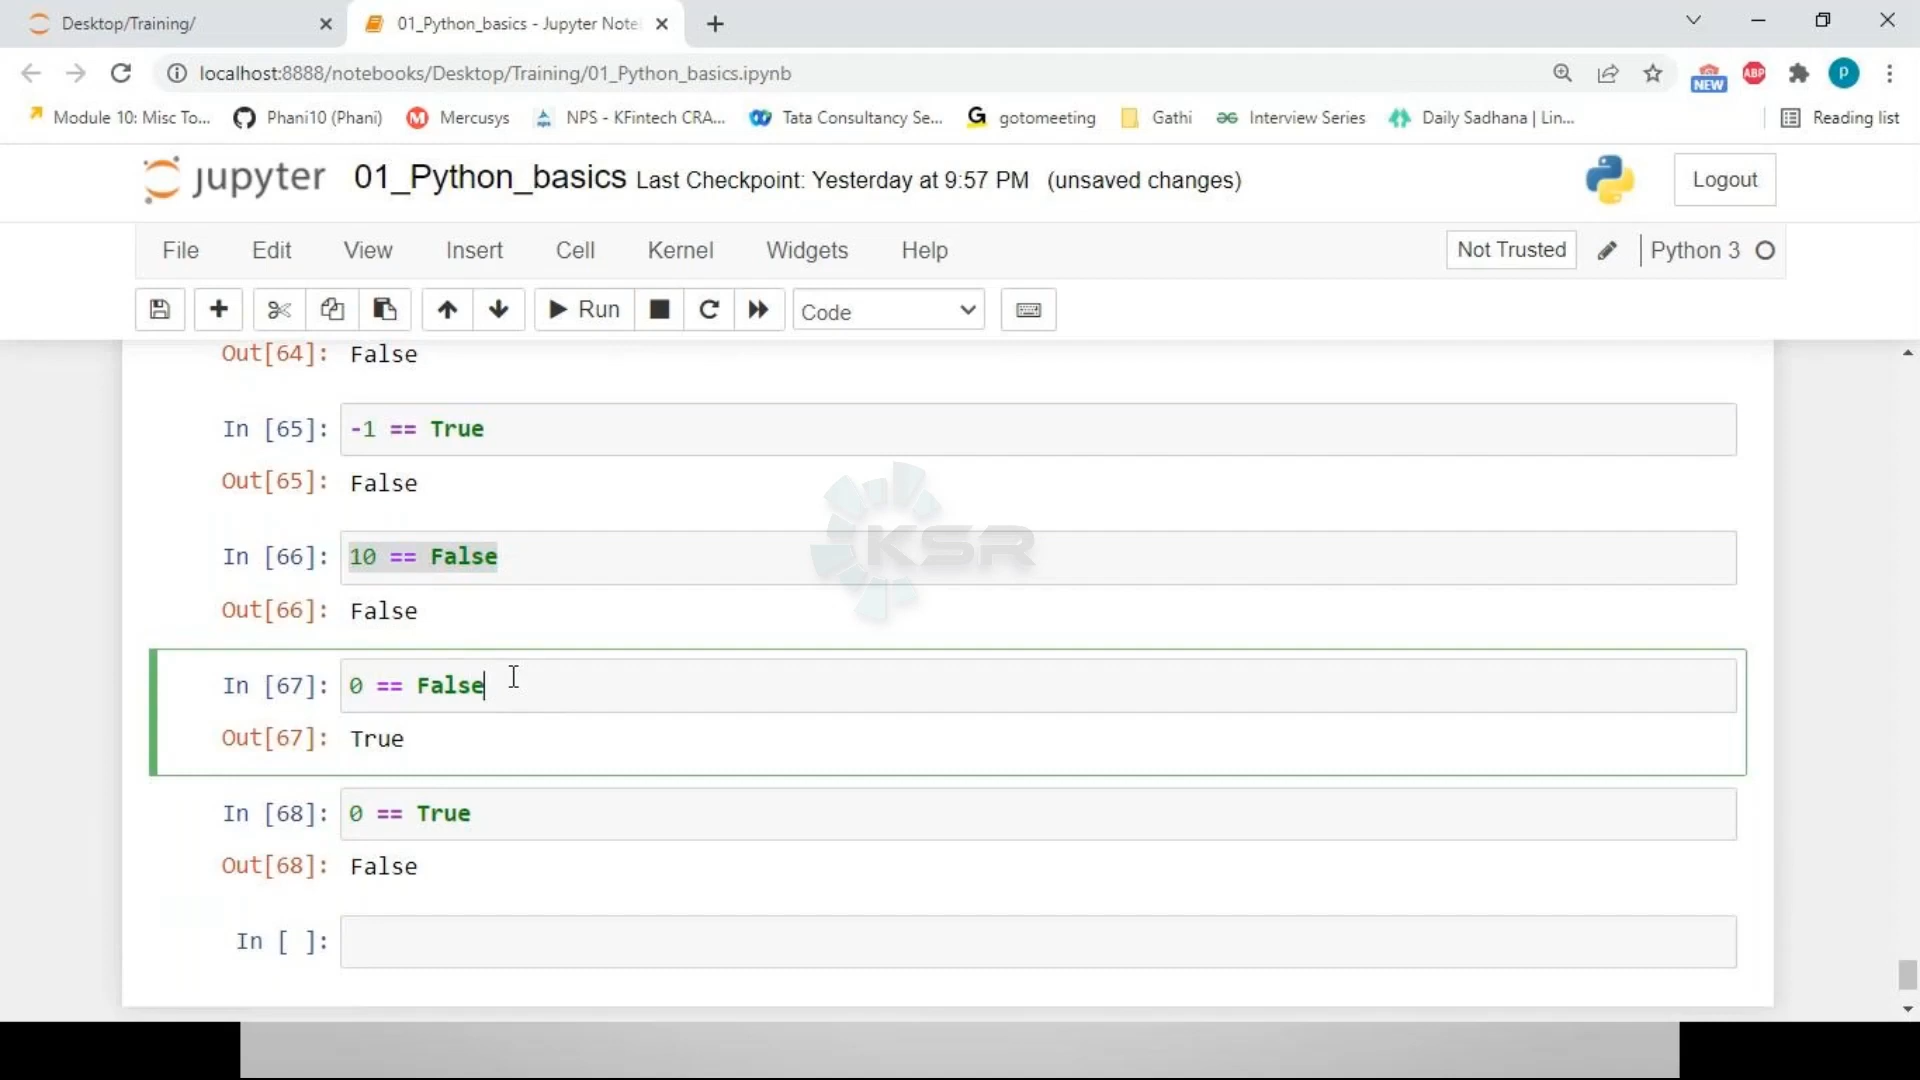 Desktop/Training/
01_Python_basics - Jupyter Note
localhost:8888/notebooks/Desktop/Training/01_Python_basics.ipynb
NEW
ABP
P
Module 10: Misc To...
Phani10 (Phani)
Mercusys
NPS - KFintech CRA...
Tata Consultancy Se...
gotomeeting
Gathi
Interview Series
Daily Sadhana | Lin...
Reading list
jupyter 01_Python_basics Last Checkpoint: Yesterday at 9:57 PM (unsaved changes)
Logout
File Edit View Insert Cell Kernel Widgets Help
Not Trusted
Python 3
Run
Code
Out[64]: False
In [65]: -1 == True
Out[65]: False
KSR
In [66]: 10 == False
Out[66]: False
In [67]: 0 == False
Out[67]: True
In [68]: 0 == True
Out[68]: False
In [ ]: